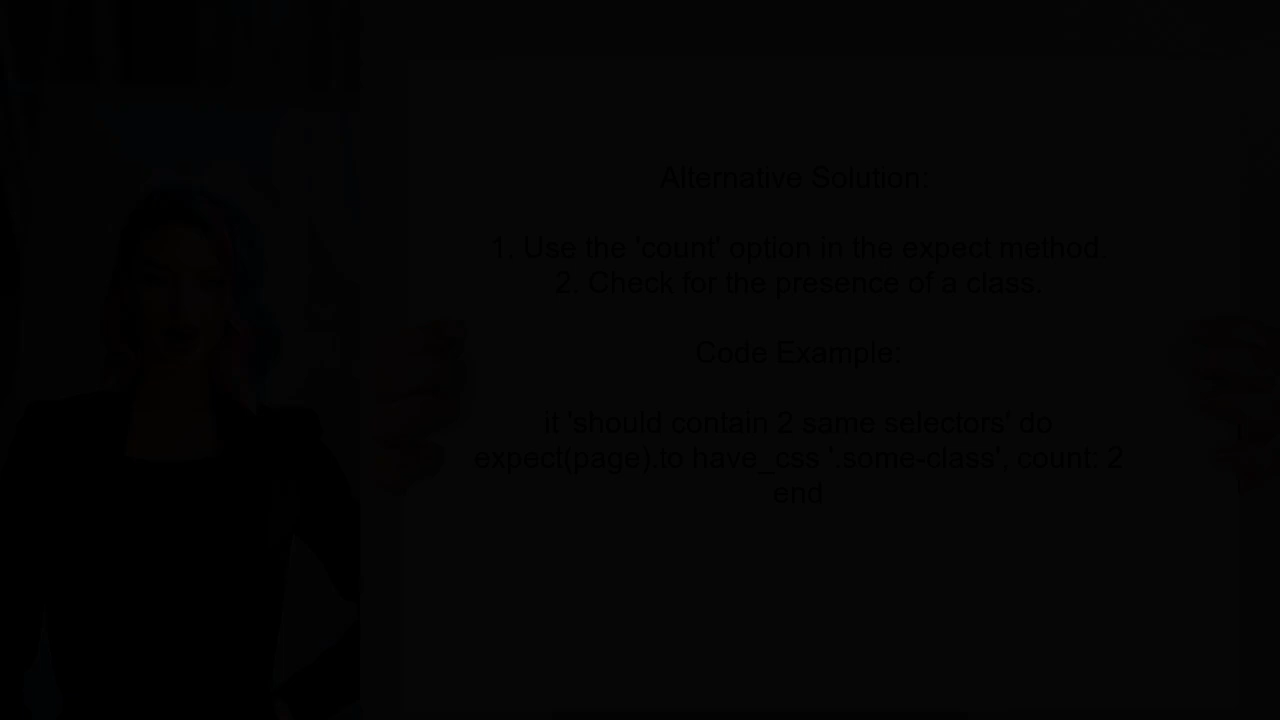 Alternative Solution:
1. Use the 'count' option in the expect method.
2. Check for the presence of a class.
Code Example:
it 'should contain 2 same selectors' do
expect(page).to have_css '.some-class', count: 2
end